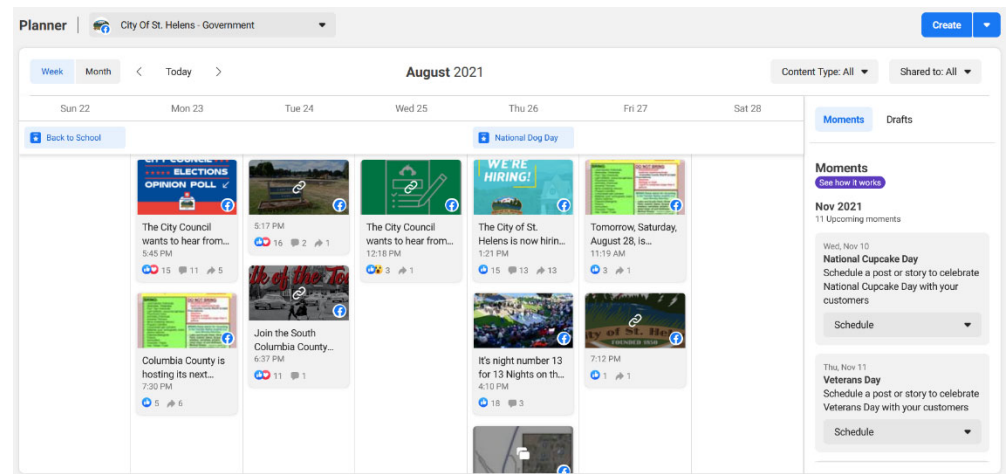 Planner
City Of St. Helens - Government
Create
Week
Month
Today
August 2021
Content Type: All
Shared to: All
Sun 22
Mon 23
Tue 24
Wed 25
Thu 26
Fri 27
Sat 28
Back to School
National Dog Day
ELECTIONS
OPINION POLL
The City Council
wants to hear from...
5:45 PM
15 11 5
Columbia County is
hosting its next...
7:30 PM
5 6
5:17 PM
16 2 1
Join the South
Columbia County...
6:37 PM
11 1
The City Council
wants to hear from...
12:18 PM
3 1
WE'RE
HIRING!
The City of St.
Helens is now hirin...
1:21 PM
15 13 13
It's night number 13
for 13 Nights on th...
4:10 PM
18 3
Tomorrow, Saturday,
August 28, is...
11:19 AM
3 1
7:12 PM
1 1
Moments
Drafts
Moments
See how it works
Nov 2021
11 Upcoming moments
Wed, Nov 10
National Cupcake Day
Schedule a post or story to celebrate
National Cupcake Day with your
customers
Schedule
Thu, Nov 11
Veterans Day
Schedule a post or story to celebrate
Veterans Day with your customers
Schedule